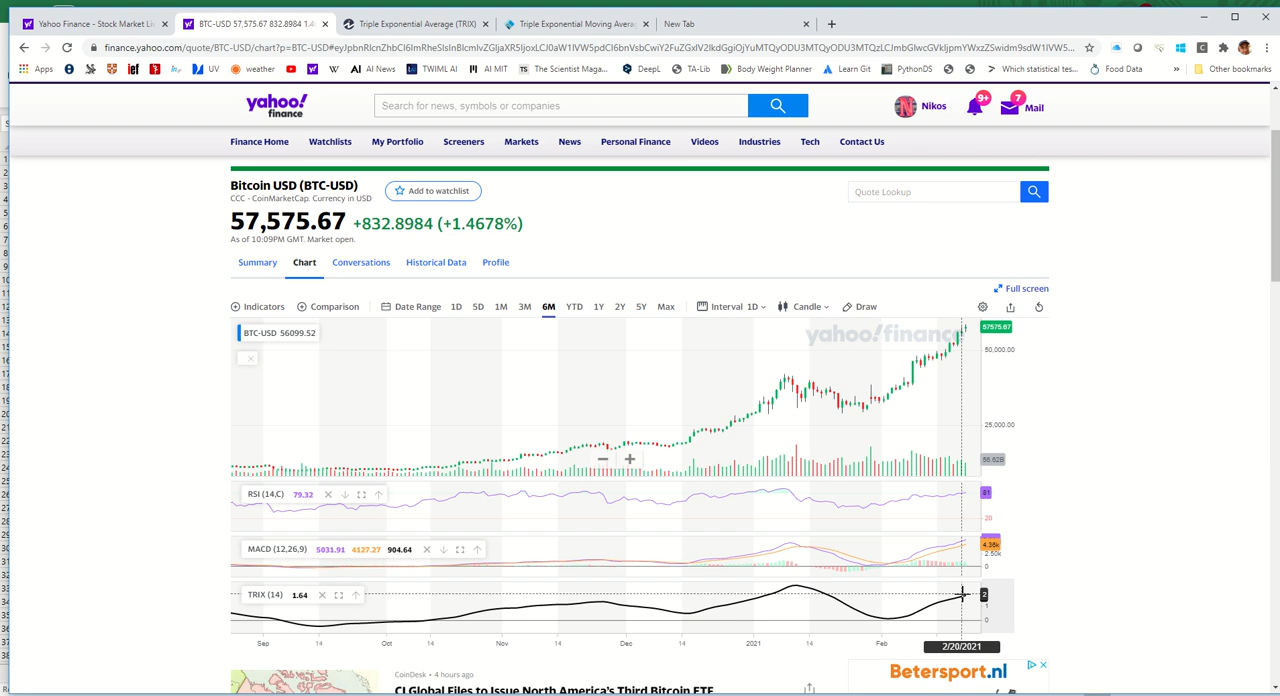 Yahoo Finance - Stock Market Li
BTC-USD 57,575.67 832.8984 1.4
Triple Exponential Average (TRIX)
Triple Exponential Moving Avera
New Tab
finance.yahoo.com/quote/BTC-USD/chart?p=BTC-USD#
Apps
ief
UV
weather
W
AI News
TWIML AI
AI MIT
TS The Scientist Maga...
DeepL
TA-Lib
Body Weight Planner
Learn Git
PythonDS
Which statistical tes...
Food Data
Other bookmarks
yahoo!
finance
Search for news, symbols or companies
Nikos
9+
7
Mail
Finance Home Watchlists My Portfolio Screeners Markets News Personal Finance Videos Industries Tech Contact Us
Bitcoin USD (BTC-USD)
Add to watchlist
Quote Lookup
CCC - CoinMarketCap. Currency in USD
57,575.67 +832.8984 (+1.4678%)
As of 10:09PM GMT. Market open.
Summary Chart Conversations Historical Data Profile
Full screen
Indicators Comparison Date Range 1D 5D 1M 3M 6M YTD 1Y 2Y 5Y Max Interval 1D Candle Draw
BTC-USD 56099.52
yahoo!finance
57575.67
50,000.00
25,000.00
RSI (14,C) 79.32
81
20
MACD (12,26,9) 5031.91 4127.27 904.64
4.36k
2.50k
0
TRIX (14) 1.64
2
1
0
Sep 14 Oct 14 Nov 14 Dec 14 2021 14 Feb
2/20/2021
CoinDesk • 4 hours ago
CI Global Files to Issue North America's Third Bitcoin ETF
Betersport.nl